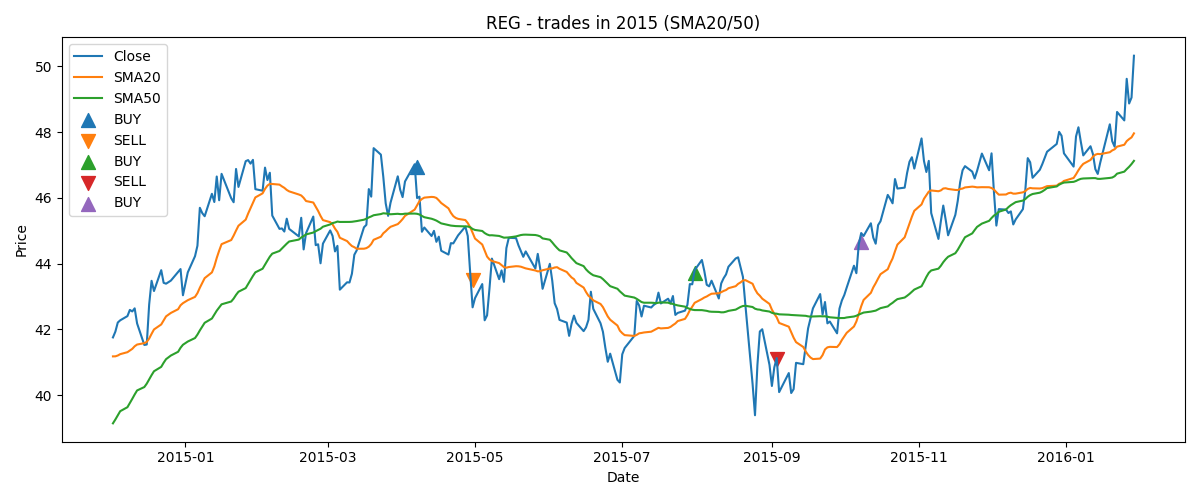 REG - trades in 2015 (SMA20/50)
Close
SMA20
SMA50
BUY
SELL
BUY
SELL
BUY
Price
50
48
46
44
42
40
2015-01 2015-03 2015-05 2015-07 2015-09 2015-11 2016-01
Date